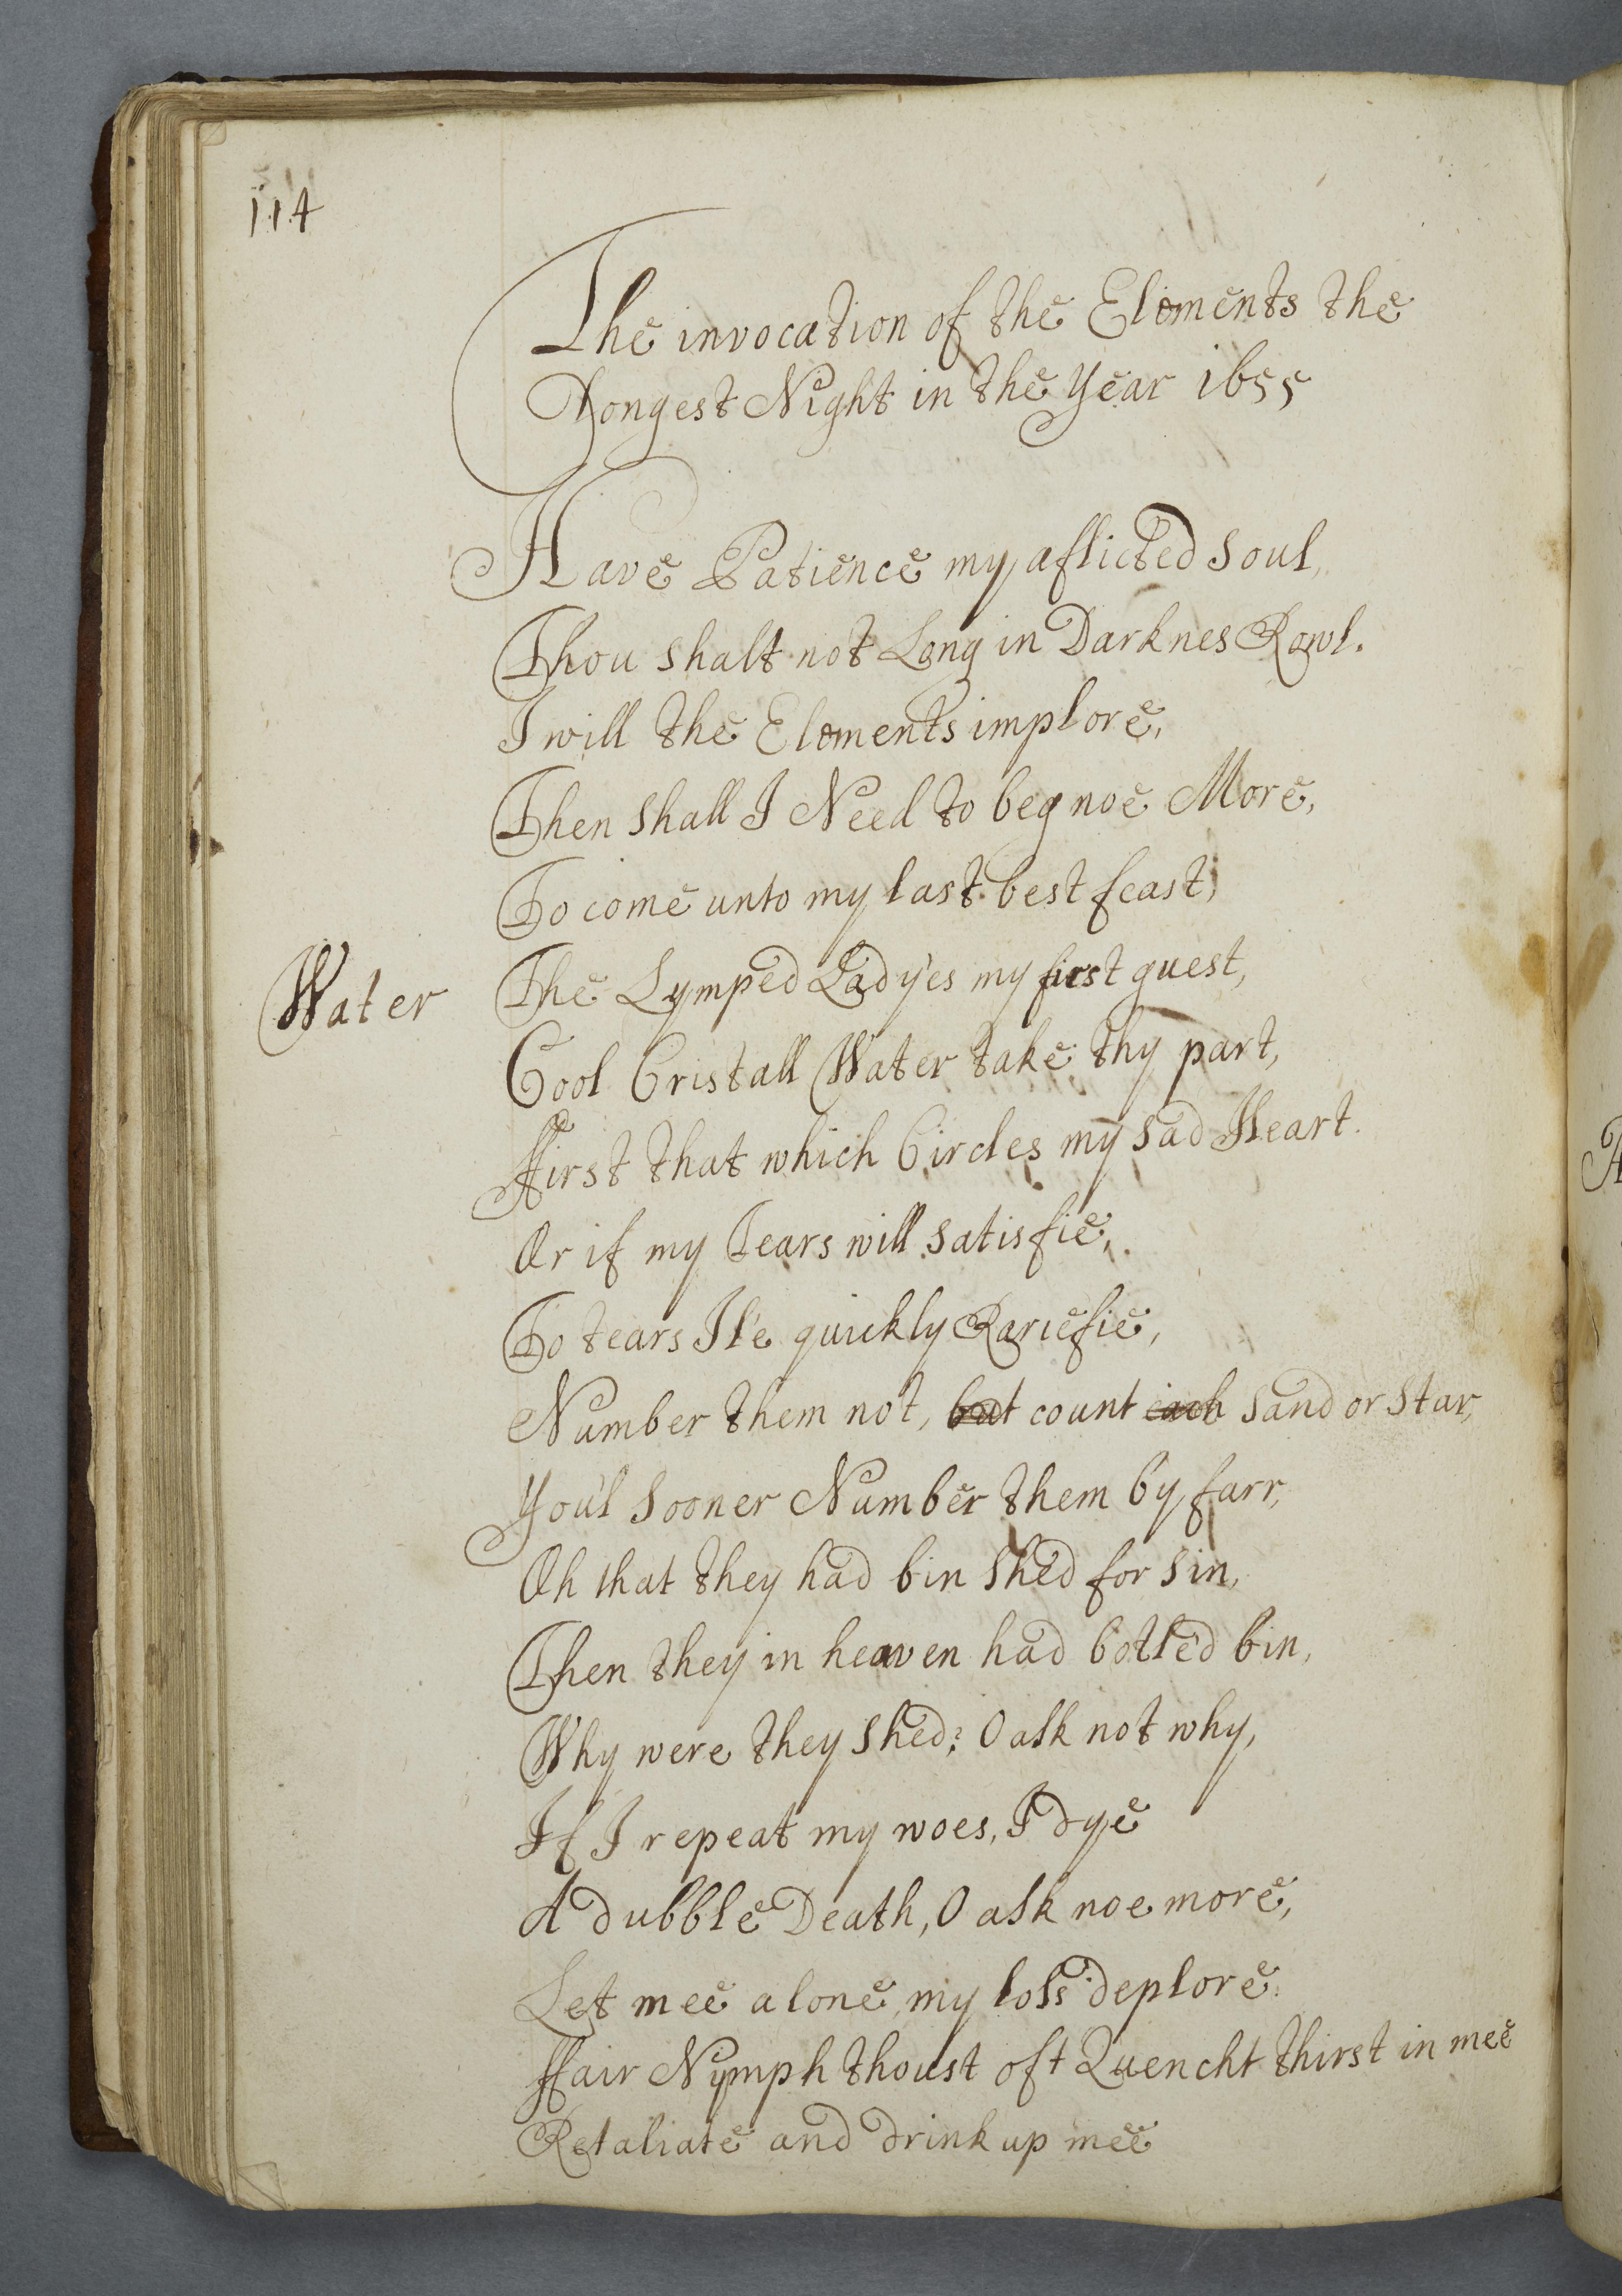 114
The invocation of the Elements the
Longest Night in the Year 1655
Have Patience my aflicted Soul,
Thou shalt not Long in Darknes Rowl.
I will the Elements implore,
Then shall I Need to beg noe More,
To come unto my last best feast,
Water
The Lymped Ladyes my first guest,
Cool Cristall Water take thy part,
ffirst that which Circles my sad Heart.
Or if my Tears will satisfie,
To tears Il'e quickly Rariefie,
Number them not, but count each sand or star,
You'l sooner Number them by farr,
Oh that they had bin shed for sin,
Then they in heaven had botled bin,
Why were they shed? O ask not why,
If I repeat my woes, I dye
A dubble Death, O ask noe more,
Let mee alone, my loss deplore.
ffair Nymph thoust oft Quencht thirst in mee
Retaliate and drink up mee